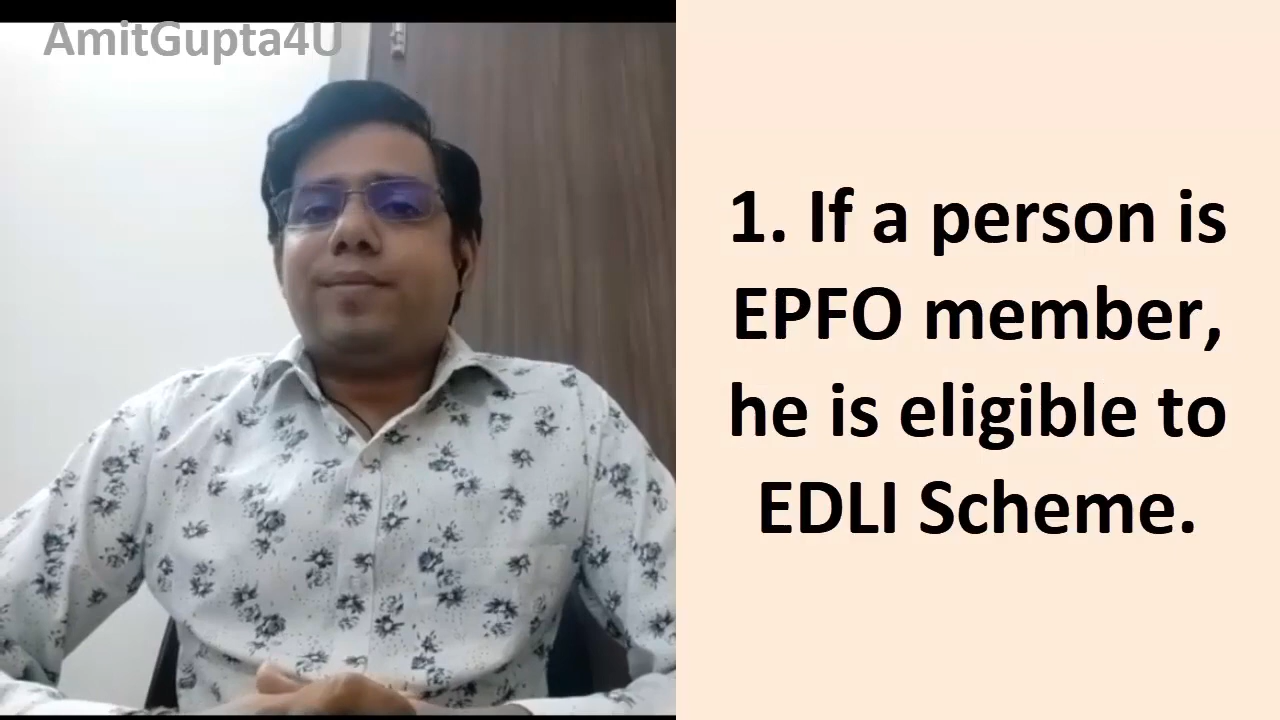 AmitGupta4U
1. If a person is
EPFO member,
he is eligible to
EDLI Scheme.